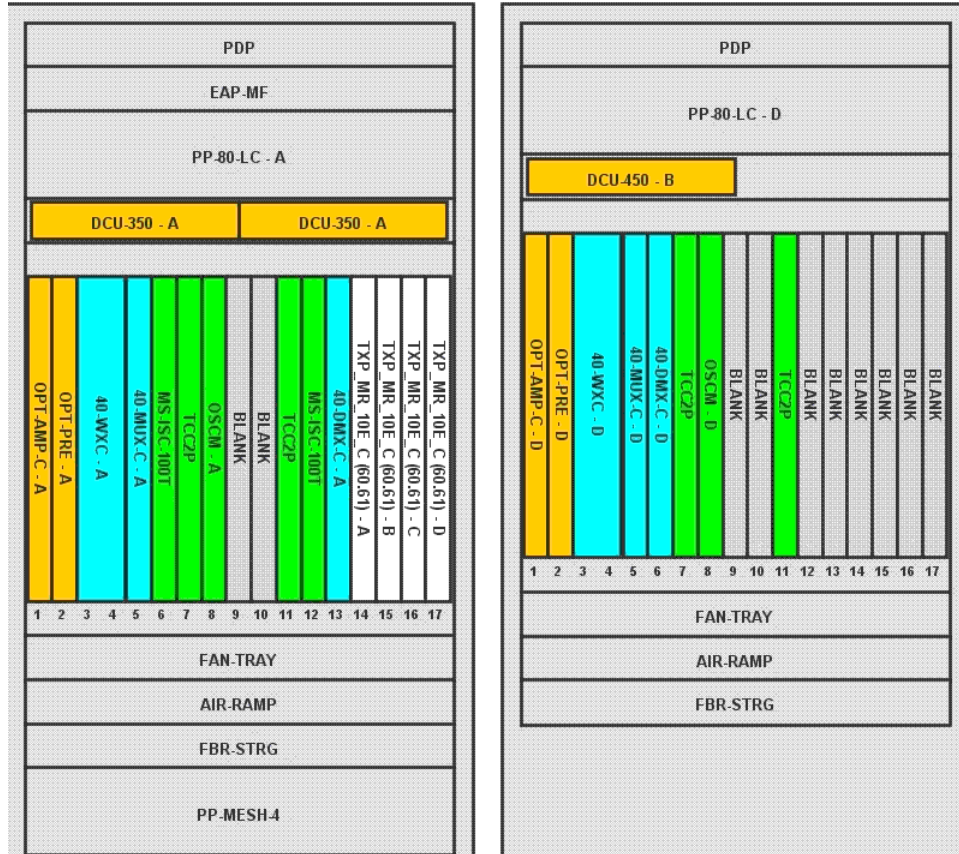 PDP
EAP-MF
PP-80-LC - A
DCU-350 - A
DCU-350 - A
OPT-AMP-C - A
OPT-PRE - A
40-WXC - A
40-MUX-C - A
MS-ISC-100T
TCC2P
OSCM - A
BLANK
BLANK
TCC2P
MS-ISC-100T
40-DMX-C - A
TXP_MR_10E_C (60.61) - A
TXP_MR_10E_C (60.61) - B
TXP_MR_10E_C (60.61) - C
TXP_MR_10E_C (60.61) - D
1 2 3 4 5 6 7 8 9 10 11 12 13 14 15 16 17
FAN-TRAY
AIR-RAMP
FBR-STRG
PP-MESH-4
PDP
PP-80-LC - D
DCU-450 - B
OPT-AMP-C - D
OPT-PRE - D
40-WXC - D
40-MUX-C - D
40-DMX-C - D
TCC2P
OSCM - D
BLANK
BLANK
TCC2P
BLANK
BLANK
BLANK
BLANK
BLANK
BLANK
1 2 3 4 5 6 7 8 9 10 11 12 13 14 15 16 17
FAN-TRAY
AIR-RAMP
FBR-STRG